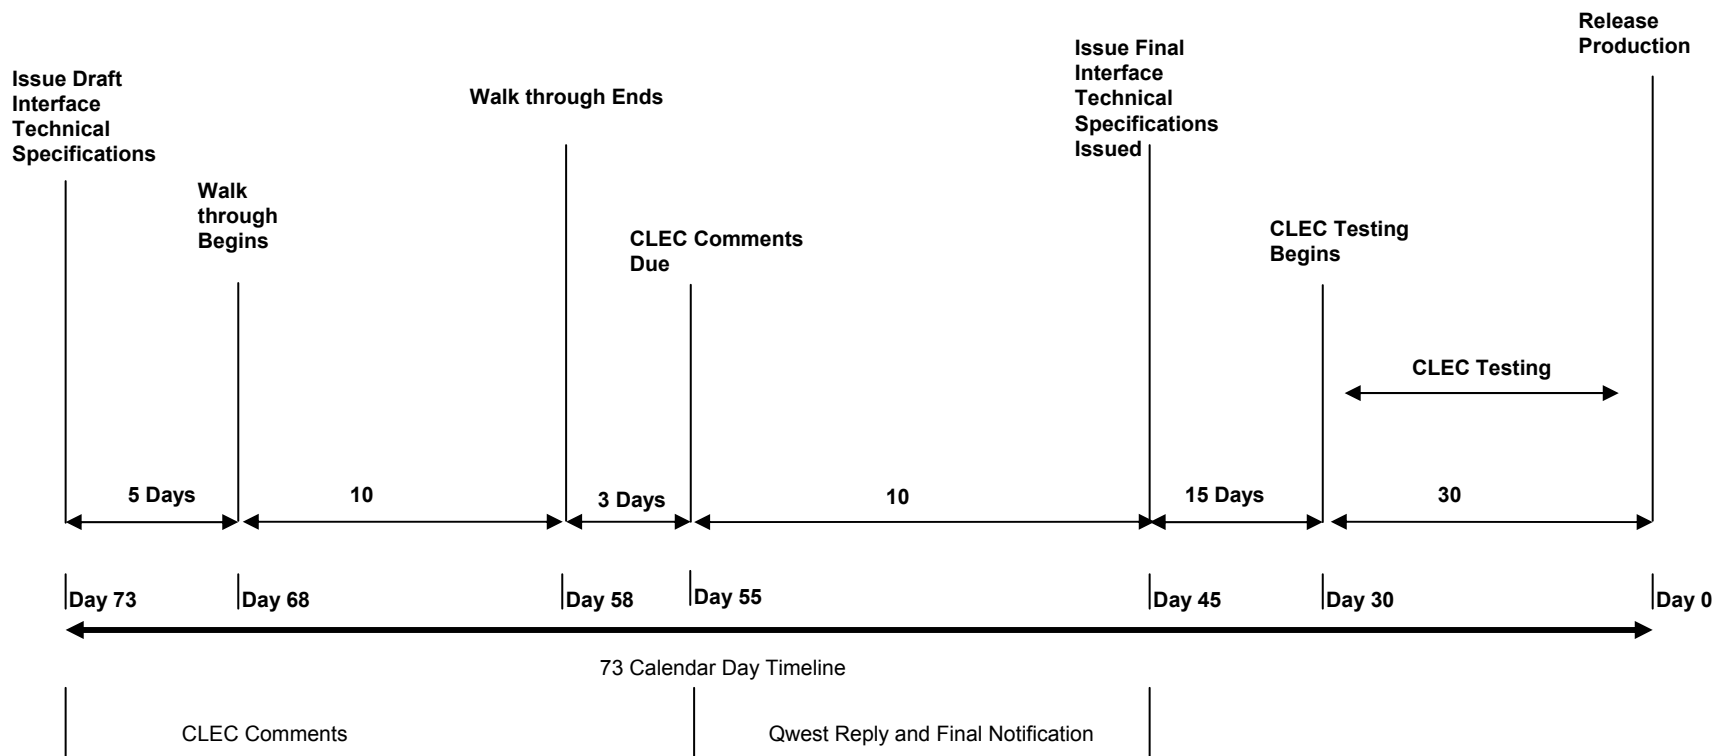 Release
Production
Issue Final
Interface
Technical
Specifications
Issued
Issue Draft
Interface
Technical
Specifications
Walk through Ends
Walk
through
Begins
CLEC Comments
Due
CLEC Testing
Begins
CLEC Testing
5 Days
10
3 Days
10
15 Days
30
Day 73
Day 68
Day 58
Day 55
Day 45
Day 30
Day 0
73 Calendar Day Timeline
CLEC Comments
Qwest Reply and Final Notification